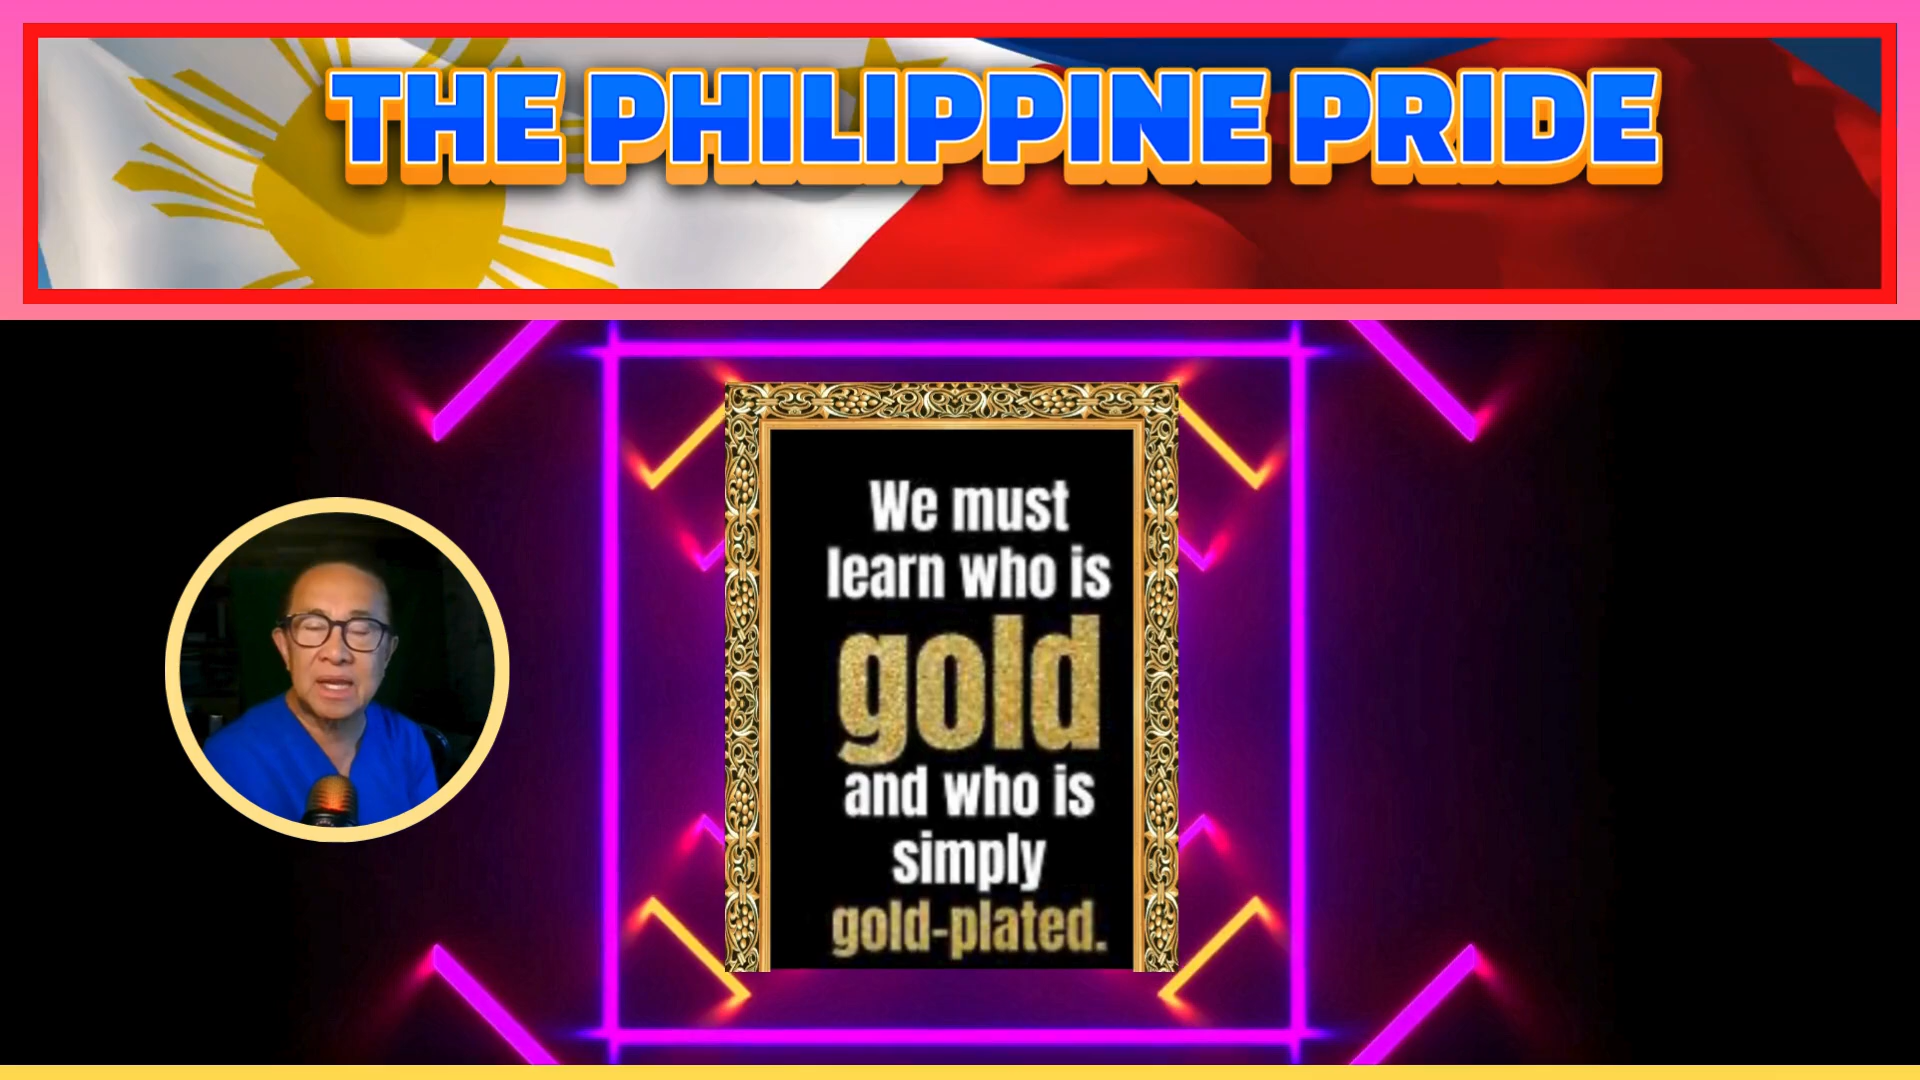 THE PHILIPPINE PRIDE
We must
learn who is
gold
and who is
simply
gold-plated.